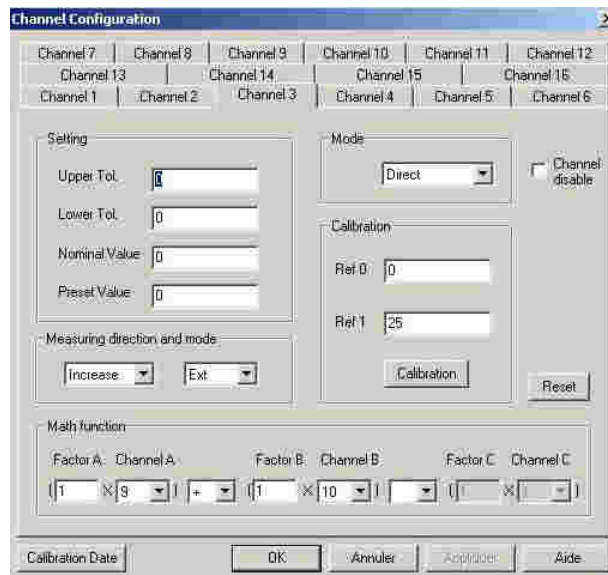 Channel Configuration
Channel 7 Channel 8 Channel 9 Channel 10 Channel 11 Channel 12
Channel 13 Channel 14 Channel 15 Channel 16
Channel 1 Channel 2 Channel 3 Channel 4 Channel 5 Channel 6
Setting
Upper Tol. 0
Lower Tol. 0
Nominal Value 0
Preset Value 0
Mode
Direct
Channel disable
Calibration
Ref 0 0
Ref 1 25
Calibration
Measuring direction and mode
Increase Ext
Reset
Math function
Factor A Channel A Factor B Channel B Factor C Channel C
( 1 X 9 ) + ( 1 X 10 ) ( 1 X 1 )
Calibration Date OK Annuler Appliquer Aide